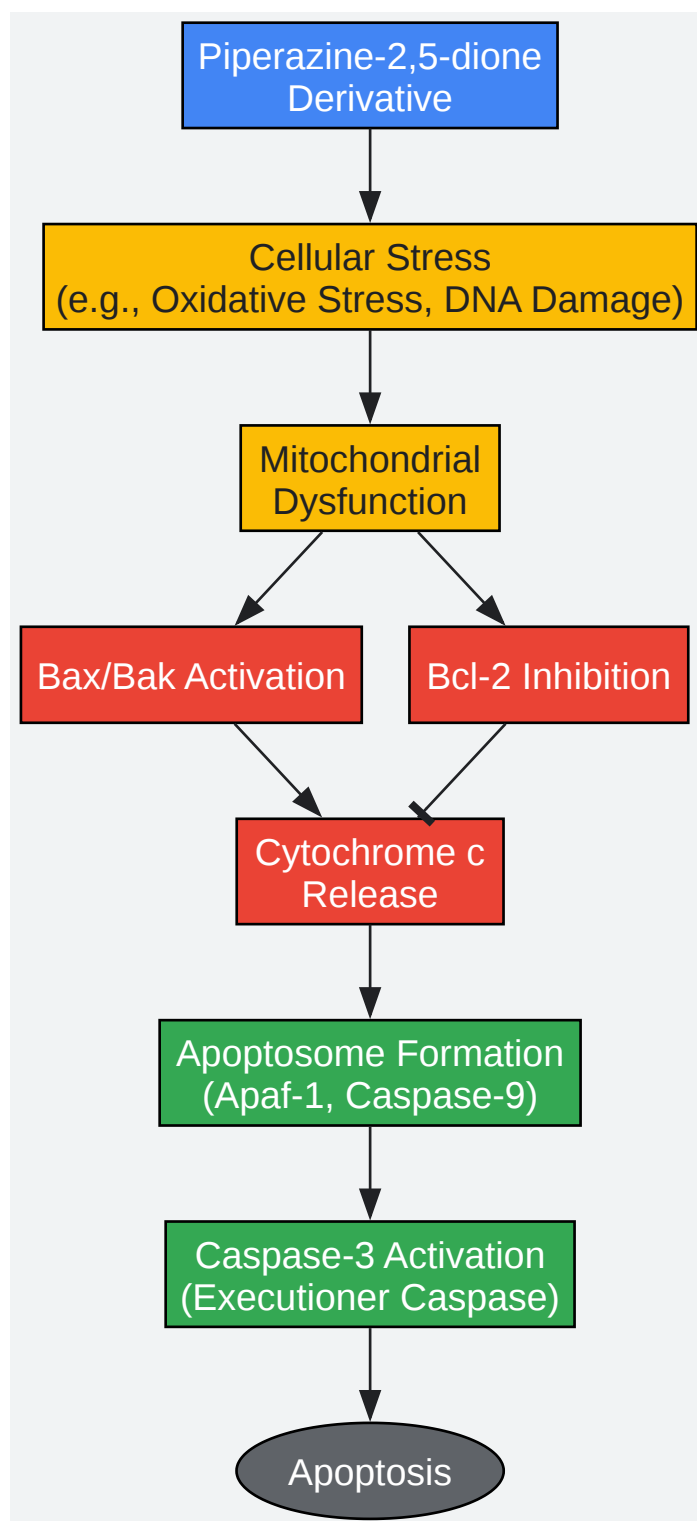 Piperazine-2,5-dione
Derivative
Cellular Stress
(e.g., Oxidative Stress, DNA Damage)
Mitochondrial
Dysfunction
Bax/Bak Activation
Bcl-2 Inhibition
Cytochrome c
Release
Apoptosome Formation
(Apaf-1, Caspase-9)
Caspase-3 Activation
(Executioner Caspase)
Apoptosis